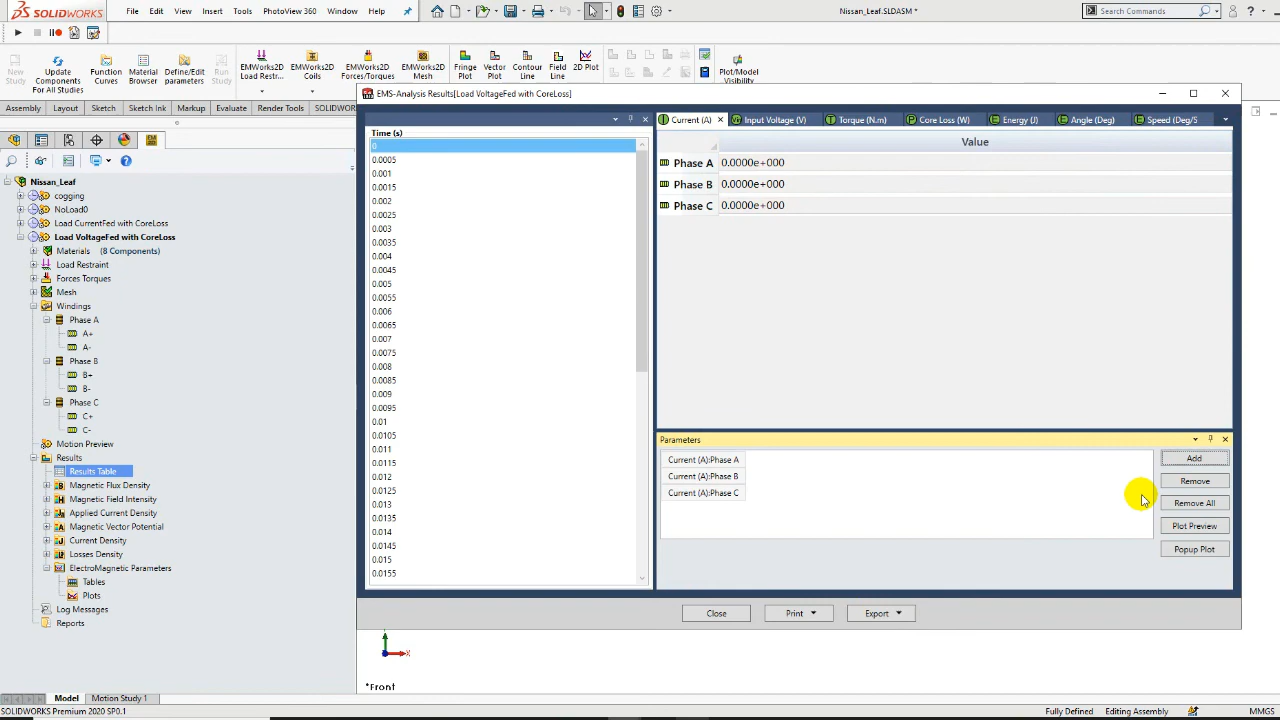 SOLIDWORKS File Edit View Insert Tools PhotoView 360 Window Help Nissan_Leaf.SLDASM * Search Commands
New Study
Update Components For All Studies
Function Curves
Material Browser
Define/Edit parameters
Run Study
EMWorks2D Load Restr...
EMWorks2D Coils
EMWorks2D Forces/Torques
EMWorks2D Mesh
Fringe Plot
Vector Plot
Contour Line
Field Line
2D Plot
Plot/Model Visibility
Assembly Layout Sketch Sketch Ink Markup Evaluate Render Tools SOLIDWOR
EMS-Analysis Results[Load VoltageFed with CoreLoss]
Nissan_Leaf
cogging
NoLoad0
Load CurrentFed with CoreLoss
Load VoltageFed with CoreLoss
Materials (8 Components)
Load Restraint
Forces Torques
Mesh
Windings
Phase A
A+
A-
Phase B
B+
B-
Phase C
C+
C-
Motion Preview
Results
Results Table
Magnetic Flux Density
Magnetic Field Intensity
Applied Current Density
Magnetic Vector Potential
Current Density
Losses Density
ElectroMagnetic Parameters
Tables
Plots
Log Messages
Reports
Time (s)
0
0.0005
0.001
0.0015
0.002
0.0025
0.003
0.0035
0.004
0.0045
0.005
0.0055
0.006
0.0065
0.007
0.0075
0.008
0.0085
0.009
0.0095
0.01
0.0105
0.011
0.0115
0.012
0.0125
0.013
0.0135
0.014
0.0145
0.015
0.0155
Current (A) Input Voltage (V) Torque (N.m) Core Loss (W) Energy (J) Angle (Deg) Speed (Deg/S
Value
Phase A 0.0000e+000
Phase B 0.0000e+000
Phase C 0.0000e+000
Parameters
Current (A):Phase A
Current (A):Phase B
Current (A):Phase C
Add
Remove
Remove All
Plot Preview
Popup Plot
Close Print Export
X
*Front
Model Motion Study 1
SOLIDWORKS Premium 2020 SP0.1 Fully Defined Editing Assembly MMGS